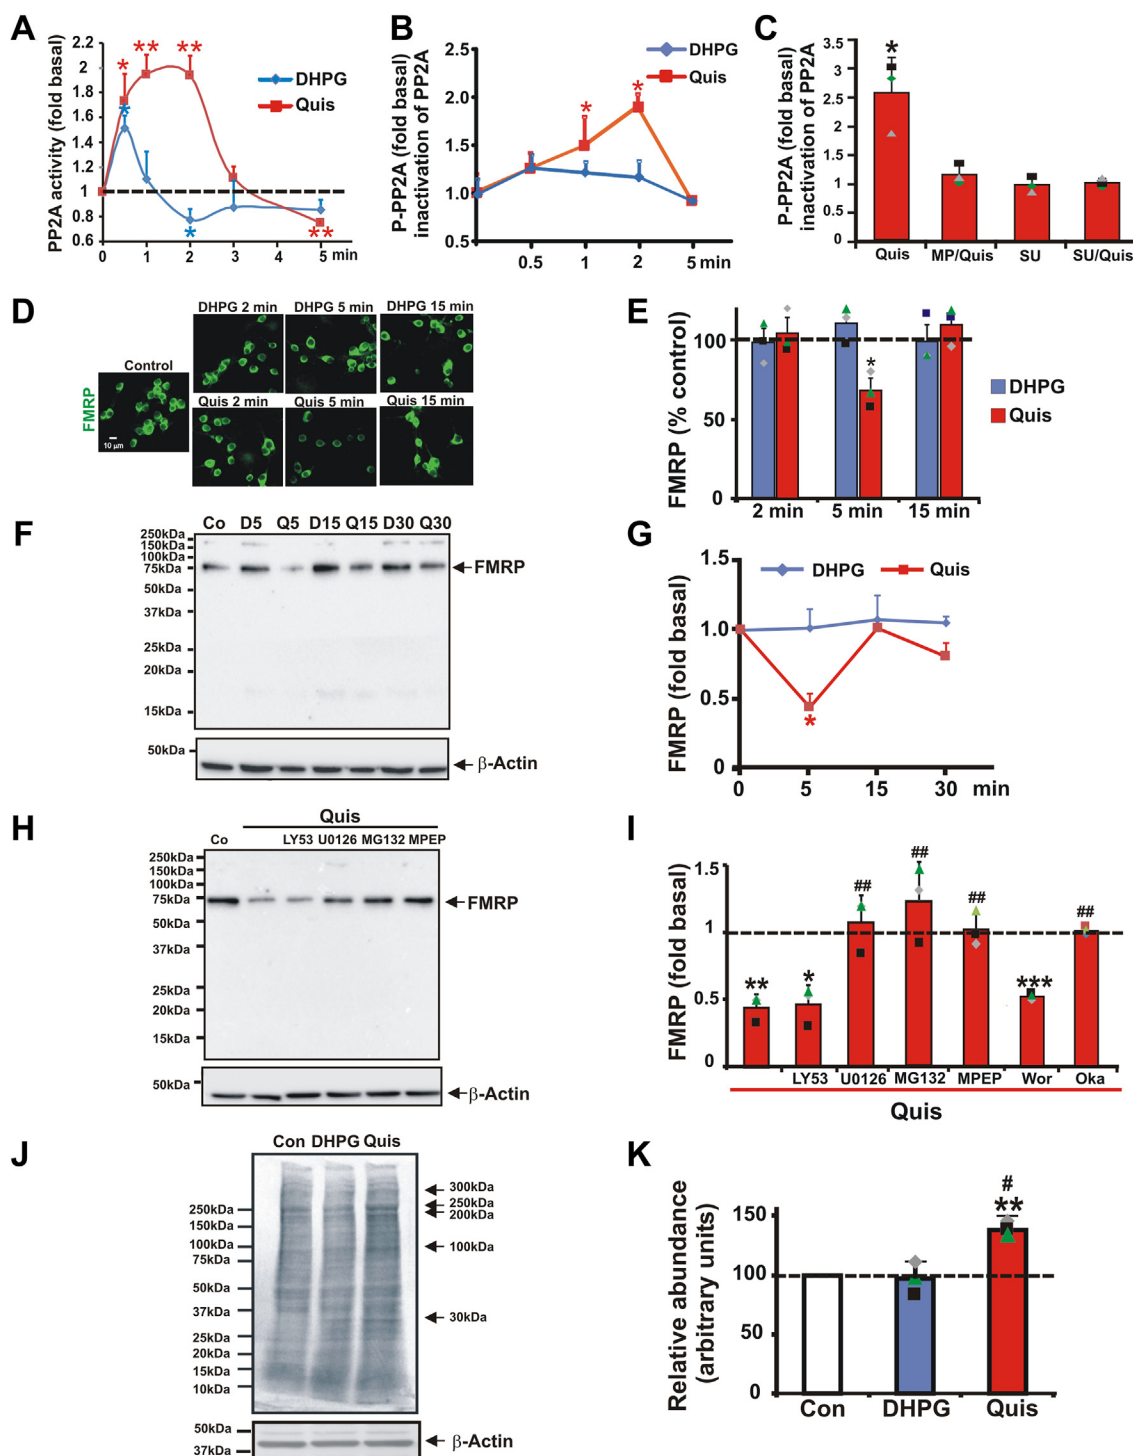 A
PP2A activity (fold basal)
2.2
2
1.8
1.6
1.4
1.2
1
0.8
0.6
* ** **
*
*
**
DHPG
Quis
0 1 2 3 4 5 min
B
P-PP2A (fold basal)
inactivation of PP2A
2.5
2.0
1.5
1.0
0.5
* *
DHPG
Quis
0.5 1 2 5 min
C
P-PP2A (fold basal)
inactivation of PP2A
3.5
3
2.5
2
1.5
1
0.5
0
*
Quis MP/Quis SU SU/Quis
D
FMRP
Control
10 µm
DHPG 2 min DHPG 5 min DHPG 15 min
Quis 2 min Quis 5 min Quis 15 min
E
FMRP (% control)
100
50
0
*
DHPG
Quis
2 min 5 min 15 min
F
Co D5 Q5 D15 Q15 D30 Q30
250kDa
150kDa
100kDa
75kDa
50kDa
37kDa
25kDa
20kDa
15kDa
FMRP
50kDa
β-Actin
G
FMRP (fold basal)
1.5
1.0
0.5
0
DHPG Quis
*
0 5 15 30 min
H
Quis
Co LY53 U0126 MG132 MPEP
250kDa
150kDa
100kDa
75kDa
50kDa
37kDa
25kDa
20kDa
15kDa
FMRP
50kDa
β-Actin
I
FMRP (fold basal)
1.5
1
0.5
0
** * ## ## ## *** ##
LY53 U0126 MG132 MPEP Wor Oka
Quis
J
Con DHPG Quis
250kDa
150kDa
100kDa
75kDa
50kDa
37kDa
25kDa
20kDa
15kDa
10kDa
300kDa
250kDa
200kDa
100kDa
30kDa
50kDa
37kDa
β-Actin
K
Relative abundance
(arbitrary units)
150
100
50
0
#
**
Con DHPG Quis